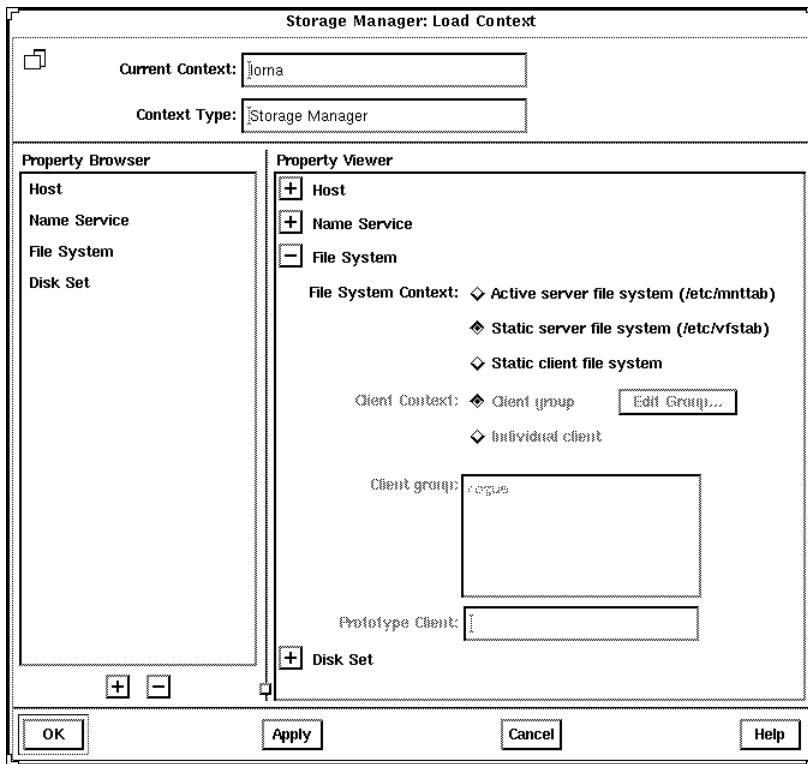 Storage Manager: Load Context
Current Context: lorna
Context Type: Storage Manager
Property Browser
Host
Name Service
File System
Disk Set
Property Viewer
+ Host
+ Name Service
− File System
File System Context: Active server file system (/etc/mnttab)
Static server file system (/etc/vfstab)
Static client file system
Client Context: Client group Edit Group...
Individual client
Client group: rogue
Prototype Client:
+ Disk Set
+ −
OK Apply Cancel Help